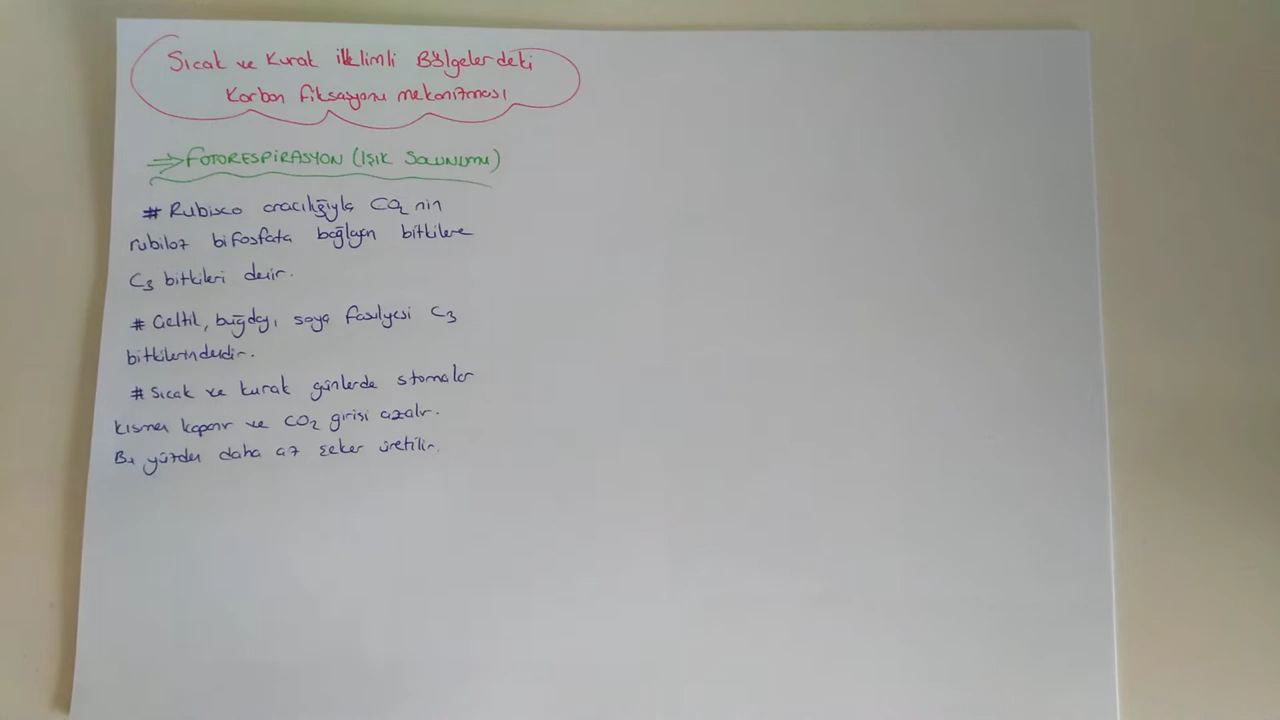 Sıcak ve Kurak iklimli Bölgelerdeki
Karbon fiksasyonu mekanizması
⇒ FOTORESPİRASYON (IŞIK SOLUNUMU)
# Rubisco aracılığıyla CO₂ nin
rubiloz bifosfata bağlayan bitkilere
C₃ bitkileri denir.
# Çeltik, buğday, soya fasülyesi C₃
bitkilerindendir.
# Sıcak ve kurak günlerde stomalar
kısmen kapanır ve CO₂ girişi azalır.
Bu yüzden daha az şeker üretilir.